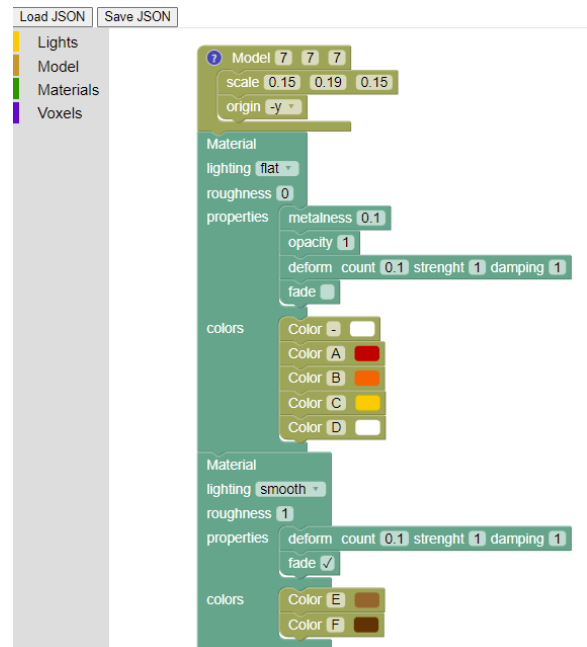 Load JSON Save JSON
Lights
Model
Materials
Voxels
? Model 7 7 7
scale 0.15 0.19 0.15
origin -y
Material
lighting flat
roughness 0
properties metalness 0.1
opacity 1
deform count 0.1 strenght 1 damping 1
fade
colors Color -
Color A
Color B
Color C
Color D
Material
lighting smooth
roughness 1
properties deform count 0.1 strenght 1 damping 1
fade ✓
colors Color E
Color F